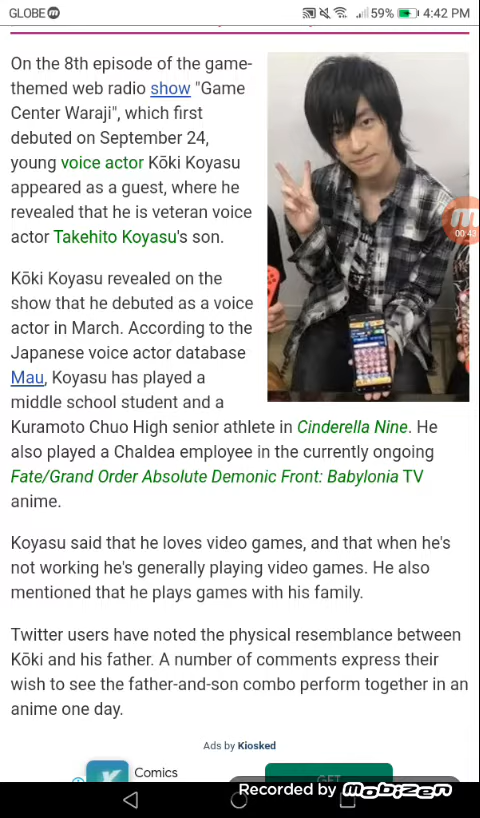 GLOBE
59% 4:42 PM
On the 8th episode of the game-
themed web radio show "Game
Center Waraji", which first
debuted on September 24,
young voice actor Kōki Koyasu
appeared as a guest, where he
revealed that he is veteran voice
actor Takehito Koyasu's son.
00:43
Kōki Koyasu revealed on the
show that he debuted as a voice
actor in March. According to the
Japanese voice actor database
Mau, Koyasu has played a
middle school student and a
Kuramoto Chuo High senior athlete in Cinderella Nine. He
also played a Chaldea employee in the currently ongoing
Fate/Grand Order Absolute Demonic Front: Babylonia TV
anime.
Koyasu said that he loves video games, and that when he's
not working he's generally playing video games. He also
mentioned that he plays games with his family.
Twitter users have noted the physical resemblance between
Kōki and his father. A number of comments express their
wish to see the father-and-son combo perform together in an
anime one day.
Ads by Kiosked
Comics
GET
Recorded by mobizen